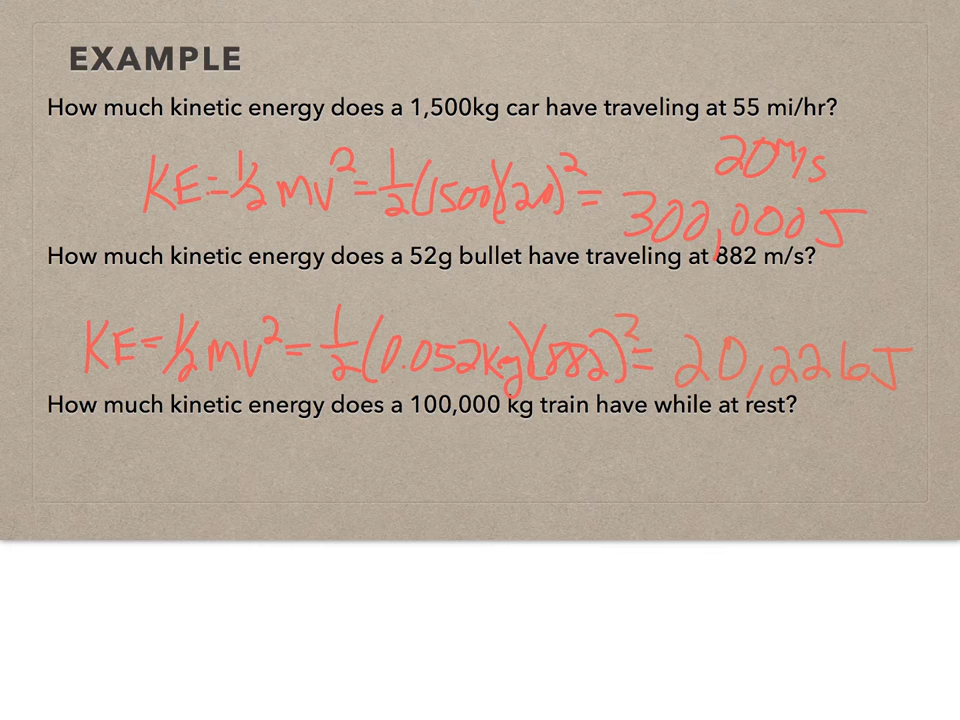 EXAMPLE
How much kinetic energy does a 1,500kg car have traveling at 55 mi/hr?
20m/s
KE=½mv²=½(1500)(20)²=300,000J
How much kinetic energy does a 52g bullet have traveling at 882 m/s?
KE=½mv²=½(0.052kg)(882)²=20,226J
How much kinetic energy does a 100,000 kg train have while at rest?